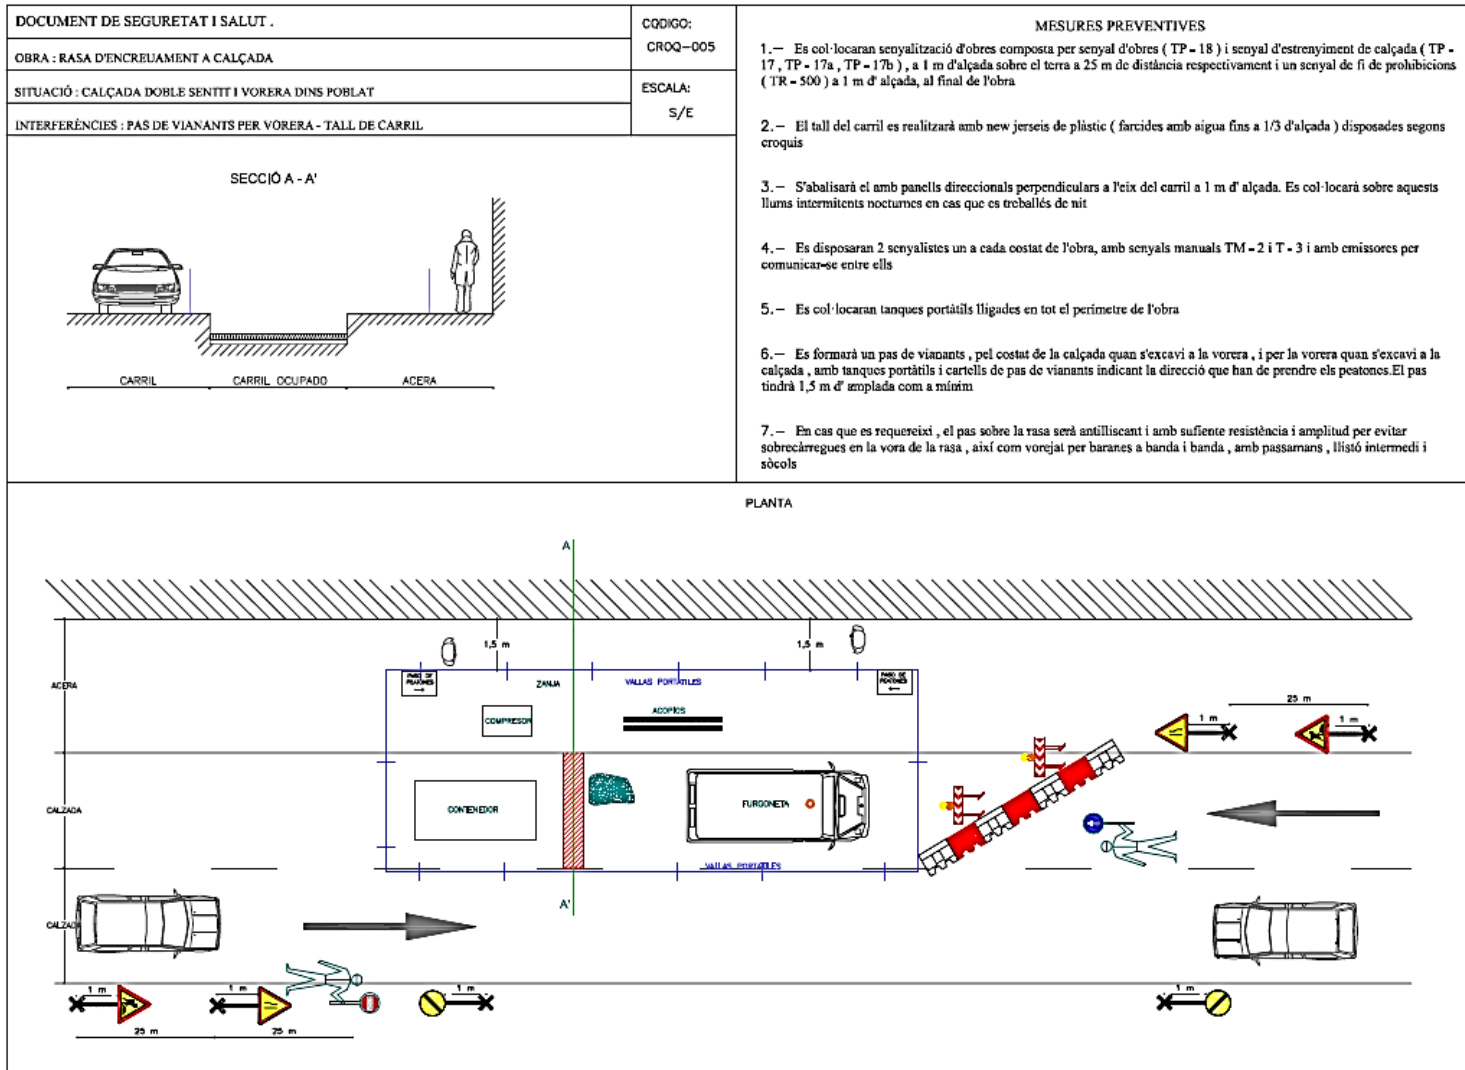 DOCUMENT DE SEGURETAT I SALUT .
CODIGO:
CROQ-005
OBRA : RASA D'ENCREUAMENT A CALÇADA
SITUACIÓ : CALÇADA DOBLE SENTIT I VORERA DINS POBLAT
ESCALA:
S/E
INTERFERÈNCIES : PAS DE VIANANTS PER VORERA - TALL DE CARRIL
SECCIÓ A - A'
CARRIL
CARRIL OCUPADO
ACERA
MESURES PREVENTIVES
1.- Es col·locaran senyalització d'obres composta per senyal d'obres ( TP - 18 ) i senyal d'estrenyiment de calçada ( TP -
17 , TP - 17a , TP - 17b ) , a 1 m d'alçada sobre el terra a 25 m de distància respectivament i un senyal de fi de prohibicions
( TR - 500 ) a 1 m d' alçada, al final de l'obra
2.- El tall del carril es realitzarà amb new jerseis de plàstic ( farcides amb aigua fins a 1/3 d'alçada ) disposades segons
croquis
3.- S'abalisarà el amb panells direccionals perpendiculars a l'eix del carril a 1 m d' alçada. Es col·locarà sobre aquests
llums intermitents nocturnes en cas que es treballés de nit
4.- Es disposaran 2 senyalistes un a cada costat de l'obra, amb senyals manuals TM - 2 i T - 3 i amb emissores per
comunicar-se entre ells
5.- Es col·locaran tanques portàtils lligades en tot el perímetre de l'obra
6.- Es formarà un pas de vianants , pel costat de la calçada quan s'excavi a la vorera , i per la vorera quan s'excavi a la
calçada , amb tanques portàtils i cartells de pas de vianants indicant la direcció que han de prendre els peatones.El pas
tindrà 1,5 m d' amplada com a mínim
7.- En cas que es requereixi , el pas sobre la rasa serà antilliscant i amb sufient resistència i amplitud per evitar
sobrecàrregues en la vora de la rasa , així com vorejat per baranes a banda i banda , amb passamans , llistó intermedi i
sòcols
PLANTA
A
1,5 m
1,5 m
ACERA
PASO DE
PEATONES
ZANJA
VALLAS PORTATILES
PASO DE
PEATONES
COMPRESOR
ACOPIOS
25 m
1 m
1 m
CALZADA
CONTENEDOR
FURGONETA
VALLAS PORTATILES
A'
CALZADA
1 m
1 m
1 m
1 m
25 m
25 m